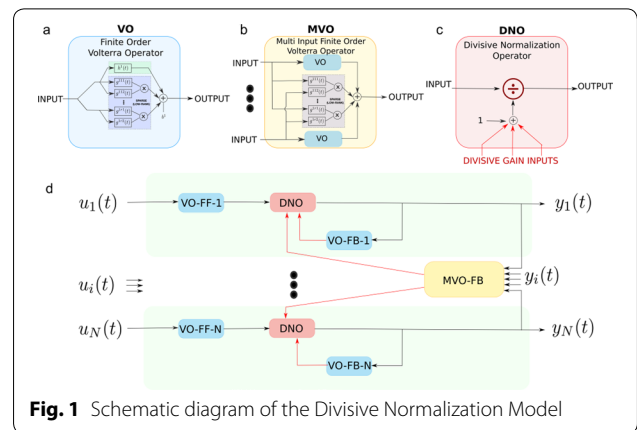 a
VO
Finite Order
Volterra Operator
INPUT
OUTPUT
b
MVO
Multi Input Finite Order
Volterra Operator
INPUT
VO
OUTPUT
INPUT
VO
c
DNO
Divisive Normalization
Operator
INPUT
÷
OUTPUT
1
+
DIVISIVE GAIN INPUTS
d
u₁(t)
VO-FF-1
DNO
y₁(t)
VO-FB-1
MVO-FB
uᵢ(t)
yᵢ(t)
u_N(t)
VO-FF-N
DNO
y_N(t)
VO-FB-N
Fig. 1 Schematic diagram of the Divisive Normalization Model